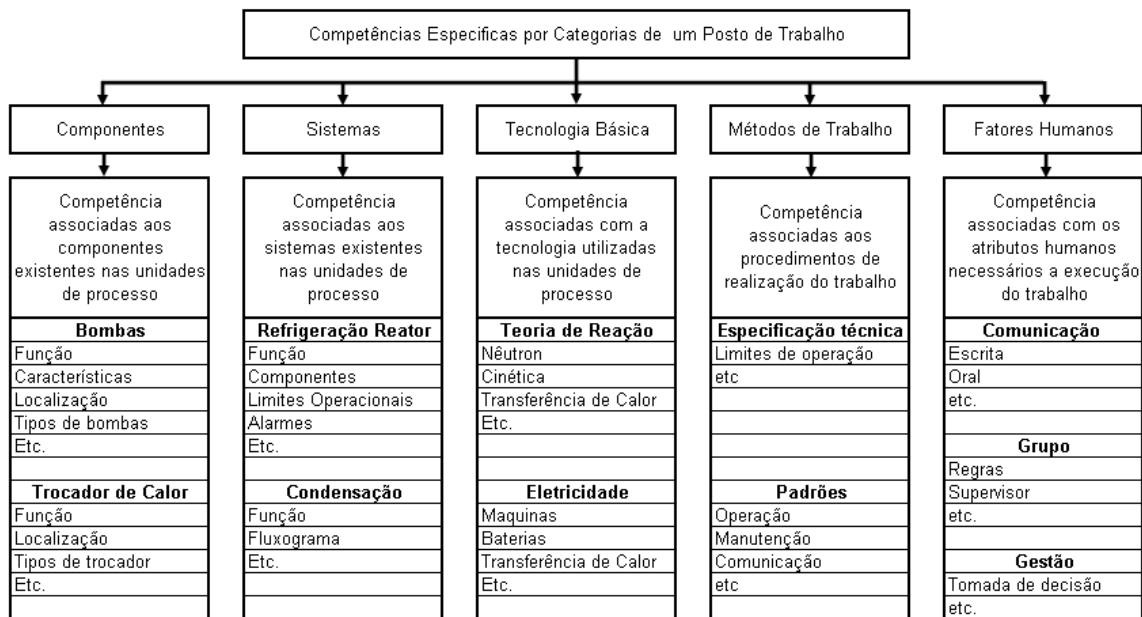 Competências Especificas por Categorias de um Posto de Trabalho
Componentes
Sistemas
Tecnologia Básica
Métodos de Trabalho
Fatores Humanos
Competência
associadas aos
componentes
existentes nas unidades
de processo
Competência
associadas aos
sistemas existentes
nas unidades de
processo
Competência
associadas com a
tecnologia utilizadas
nas unidades de
processo
Competência
associadas aos
procedimentos de
realização do trabalho
Competência
associadas com os
atributos humanos
necessários a execução
do trabalho
Bombas
Função
Características
Localização
Tipos de bombas
Etc.
Trocador de Calor
Função
Localização
Tipos de trocador
Etc.
Refrigeração Reator
Função
Componentes
Limites Operacionais
Alarmes
Etc.
Condensação
Função
Fluxograma
Etc.
Teoria de Reação
Nêutron
Cinética
Transferência de Calor
Etc.
Eletricidade
Maquinas
Baterias
Transferência de Calor
Etc.
Especificação técnica
Limites de operação
etc
Padrões
Operação
Manutenção
Comunicação
etc
Comunicação
Escrita
Oral
etc.
Grupo
Regras
Supervisor
etc.
Gestão
Tomada de decisão
etc.